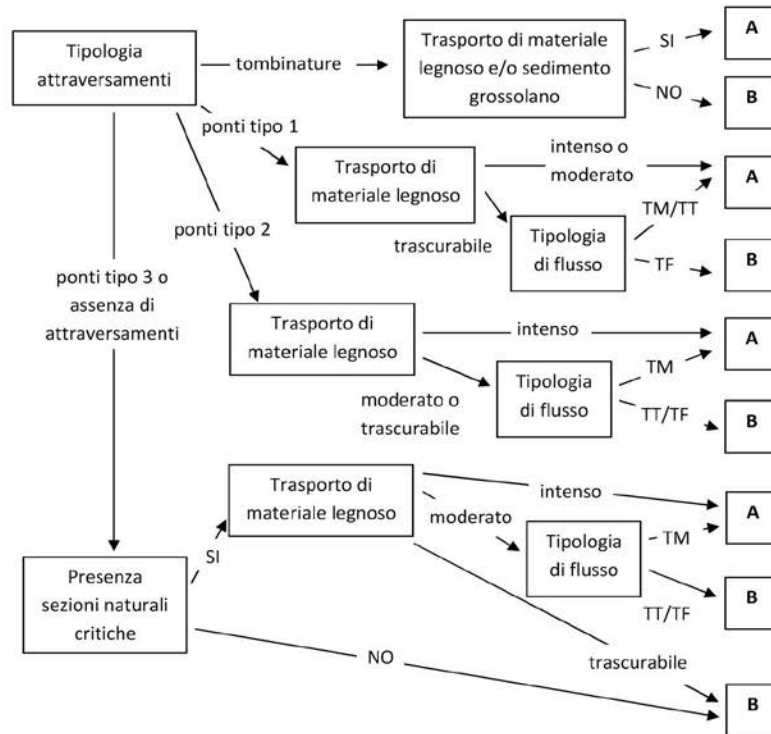 Tipologia
attraversamenti
tombinature
Trasporto di materiale
legnoso e/o sedimento
grossolano
SI
A
NO
B
ponti tipo 1
Trasporto di
materiale legnoso
intenso o
moderato
A
trascurabile
Tipologia
di flusso
TM/TT
TF
B
ponti tipo 2
Trasporto di
materiale legnoso
intenso
A
moderato o
trascurabile
Tipologia
di flusso
TM
TT/TF
B
ponti tipo 3 o
assenza di
attraversamenti
Presenza
sezioni naturali
critiche
SI
Trasporto di
materiale legnoso
intenso
A
moderato
Tipologia
di flusso
TM
TT/TF
B
trascurabile
NO
B